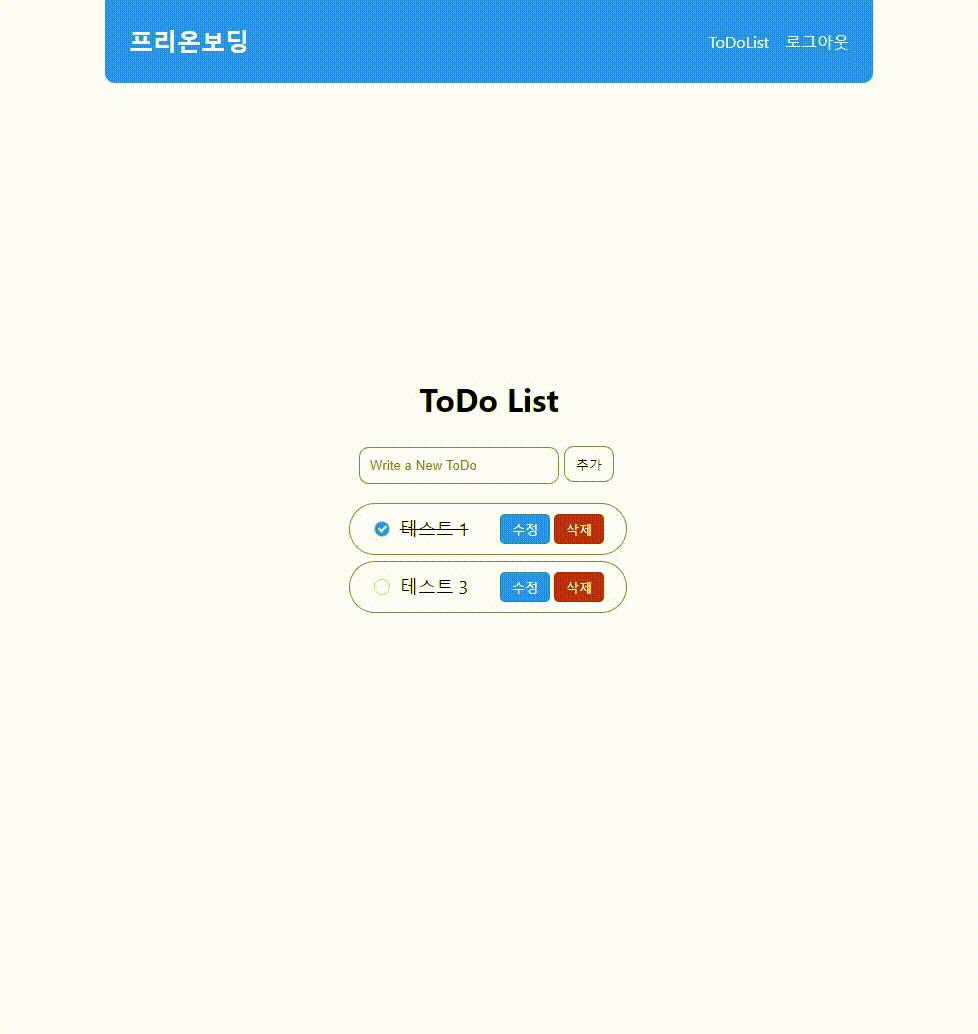 프리온보딩 ToDoList 로그아웃
ToDo List
Write a New ToDo 추가
테스트 1 수정 삭제
테스트 3 수정 삭제